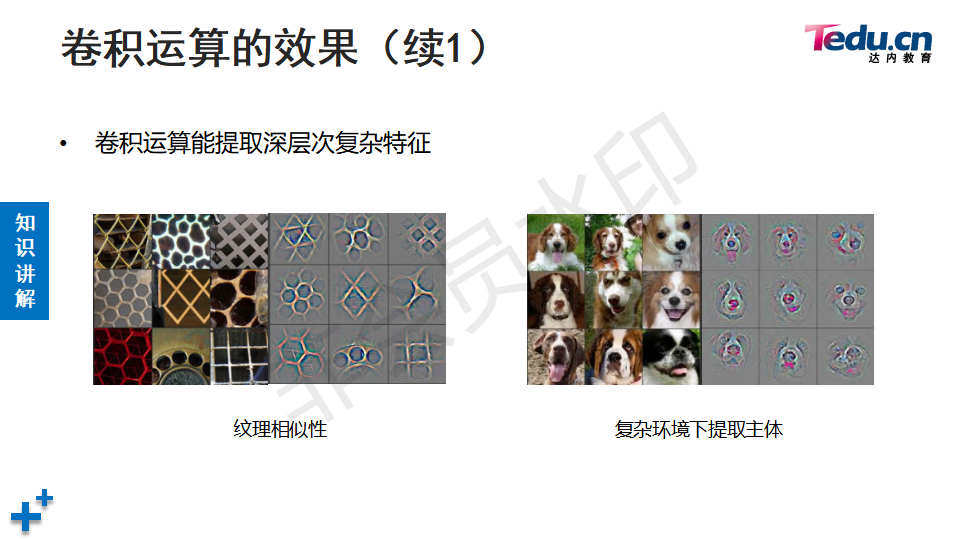 卷积运算的效果（续1）
Tedu.cn
达内教育
• 卷积运算能提取深层次复杂特征
知识讲解
非会员水印
纹理相似性
复杂环境下提取主体